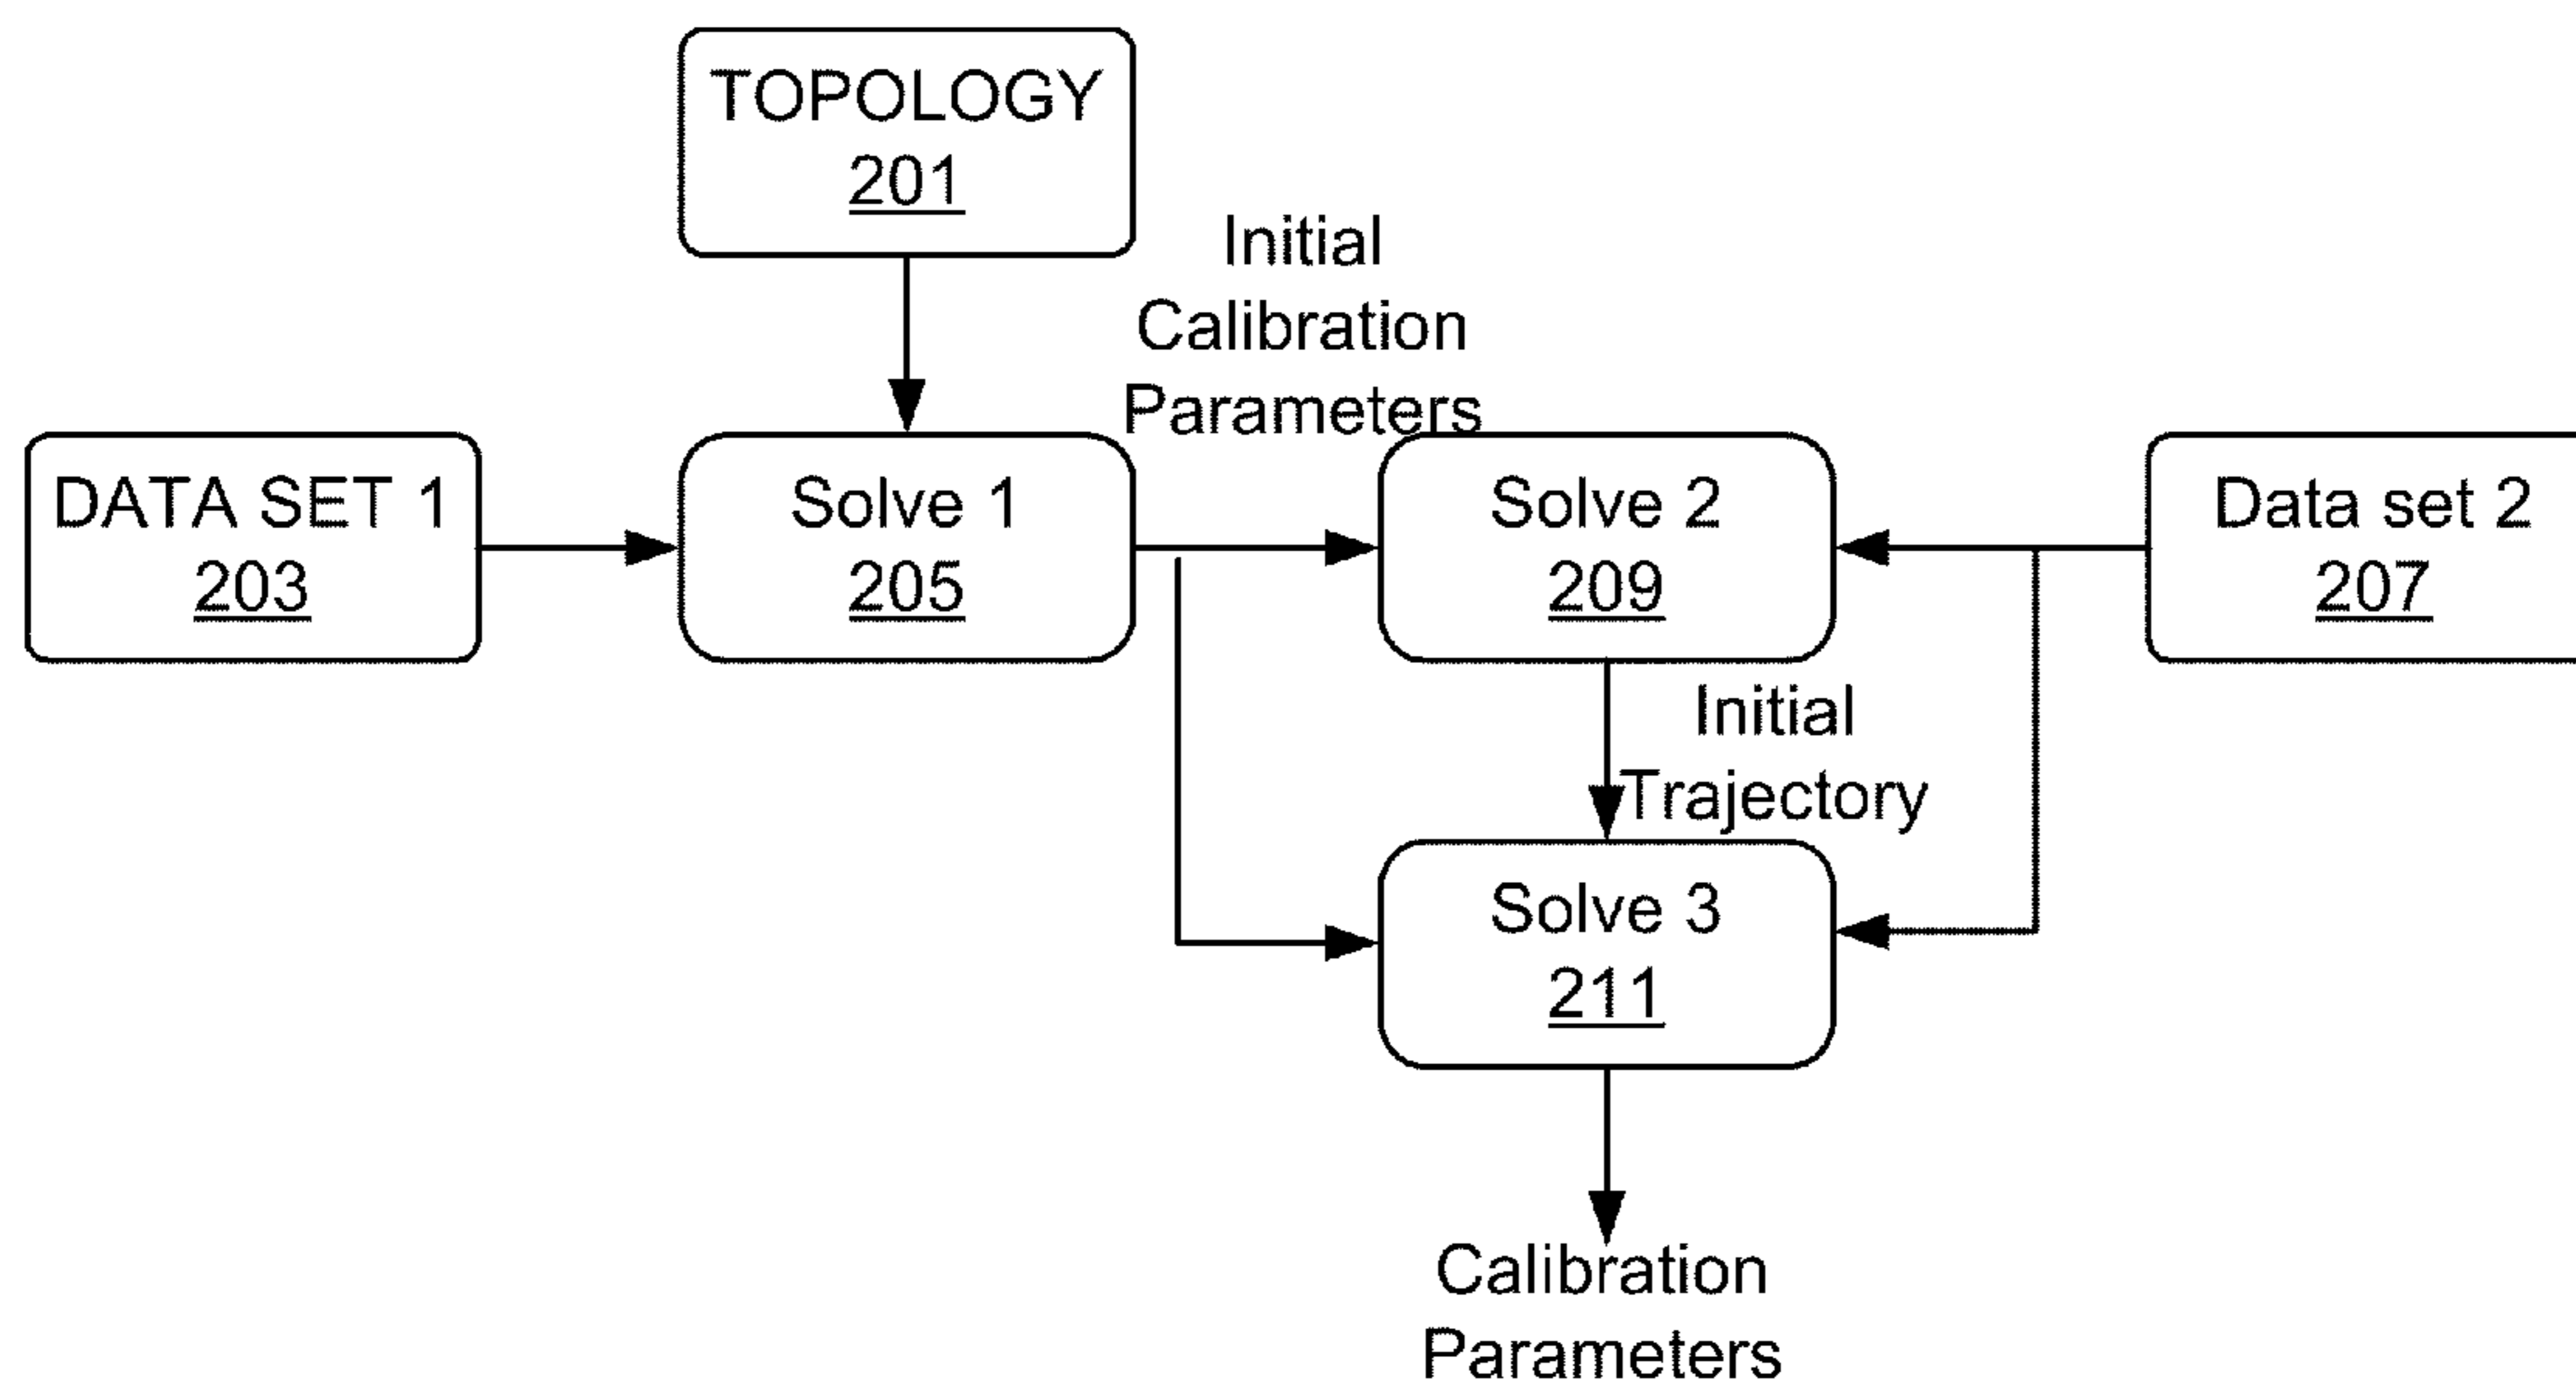 TOPOLOGY
201
Initial
Calibration
Parameters
DATA SET 1
203
Solve 1
205
Solve 2
209
Data set 2
207
Initial
Trajectory
Solve 3
211
Calibration
Parameters